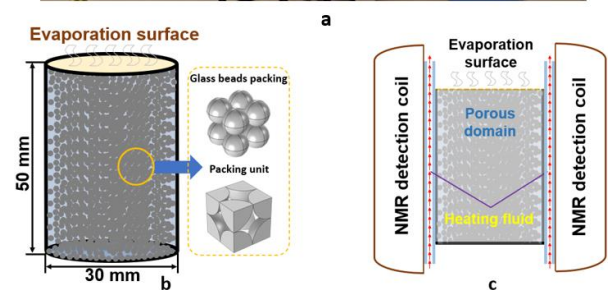 a
Evaporation surface
50 mm
30 mm
Glass beads packing
Packing unit
b
NMR detection coil
Evaporation
surface
Porous
domain
Heating fluid
NMR detection coil
c